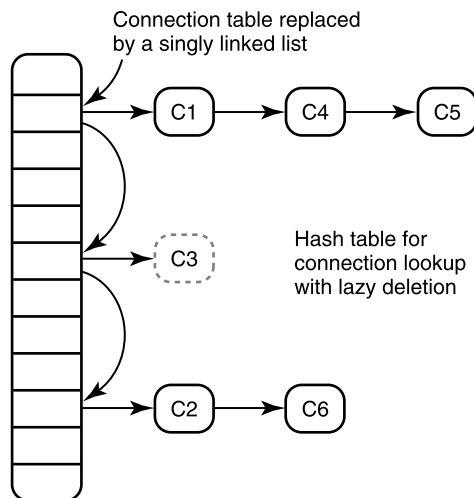 Connection table replaced
by a singly linked list
C1
C4
C5
C3
Hash table for
connection lookup
with lazy deletion
C2
C6